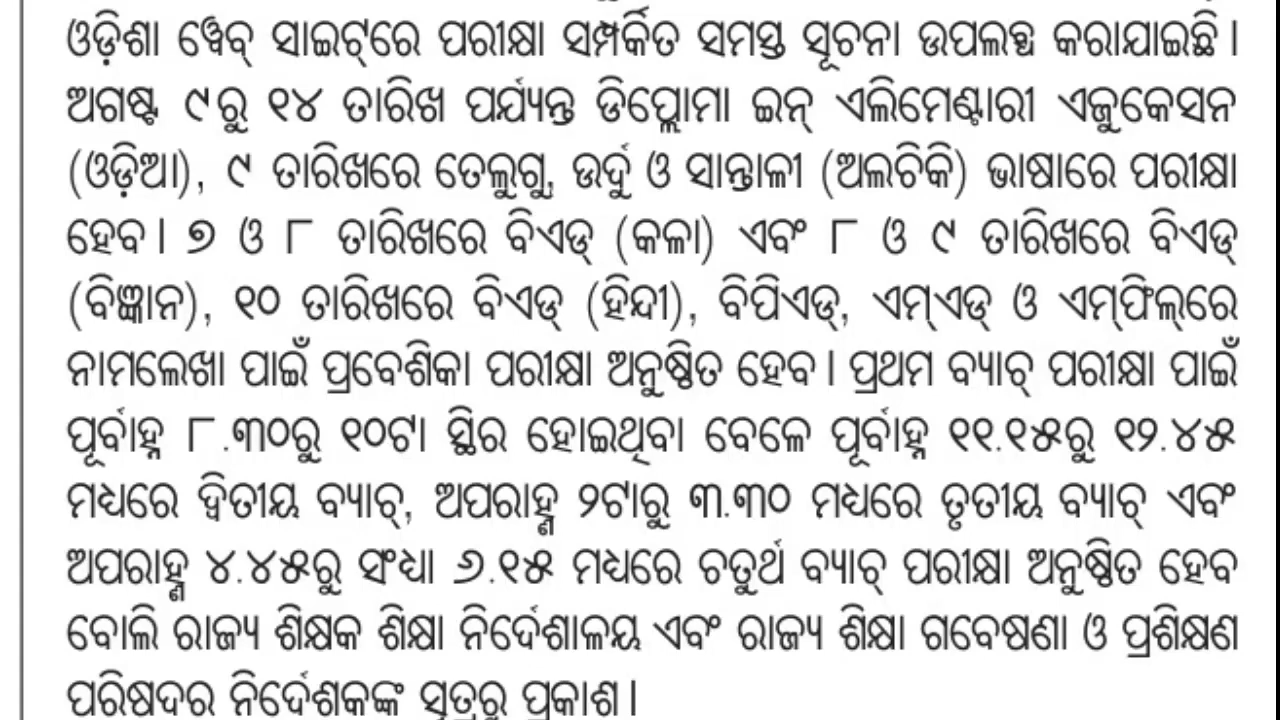 ଓଡ଼ିଶା ୱେବ୍ ସାଇଟ୍‌ରେ ପରୀକ୍ଷା ସମ୍ପର୍କିତ ସମସ୍ତ ସୂଚନା ଉପଲବ୍ଧ କରାଯାଇଛି।
ଅଗଷ୍ଟ ୯ରୁ ୧୪ ତାରିଖ ପର୍ଯ୍ୟନ୍ତ ଡିପ୍ଲୋମା ଇନ୍ ଏଲିମେଣ୍ଟାରୀ ଏଜୁକେସନ
(ଓଡ଼ିଆ), ୯ ତାରିଖରେ ତେଲୁଗୁ, ଉର୍ଦ୍ଦୁ ଓ ସାନ୍ତାଳୀ (ଅଲଚିକି) ଭାଷାରେ ପରୀକ୍ଷା
ହେବ। ୭ ଓ ୮ ତାରିଖରେ ବିଏଡ୍ (କଳା) ଏବଂ ୮ ଓ ୯ ତାରିଖରେ ବିଏଡ୍
(ବିଜ୍ଞାନ), ୧୦ ତାରିଖରେ ବିଏଡ୍ (ହିନ୍ଦୀ), ବିପିଏଡ୍, ଏମ୍‌ଏଡ୍ ଓ ଏମ୍‌ଫିଲ୍‌ରେ
ନାମଲେଖା ପାଇଁ ପ୍ରବେଶିକା ପରୀକ୍ଷା ଅନୁଷ୍ଠିତ ହେବ। ପ୍ରଥମ ବ୍ୟାଚ୍ ପରୀକ୍ଷା ପାଇଁ
ପୂର୍ବାହ୍ନ ୮.୩୦ରୁ ୧୦ଟା ସ୍ଥିର ହୋଇଥିବା ବେଳେ ପୂର୍ବାହ୍ନ ୧୧.୧୫ରୁ ୧୨.୪୫
ମଧ୍ୟରେ ଦ୍ୱିତୀୟ ବ୍ୟାଚ୍, ଅପରାହ୍ଣ ୨ଟାରୁ ୩.୩୦ ମଧ୍ୟରେ ତୃତୀୟ ବ୍ୟାଚ୍ ଏବଂ
ଅପରାହ୍ଣ ୪.୪୫ରୁ ସଂଧ୍ୟା ୬.୧୫ ମଧ୍ୟରେ ଚତୁର୍ଥ ବ୍ୟାଚ୍ ପରୀକ୍ଷା ଅନୁଷ୍ଠିତ ହେବ
ବୋଲି ରାଜ୍ୟ ଶିକ୍ଷକ ଶିକ୍ଷା ନିର୍ଦେଶାଳୟ ଏବଂ ରାଜ୍ୟ ଶିକ୍ଷା ଗବେଷଣା ଓ ପ୍ରଶିକ୍ଷଣ
ପରିଷଦର ନିର୍ଦେଶକଙ୍କ ସୂତ୍ରରୁ ପ୍ରକାଶ।